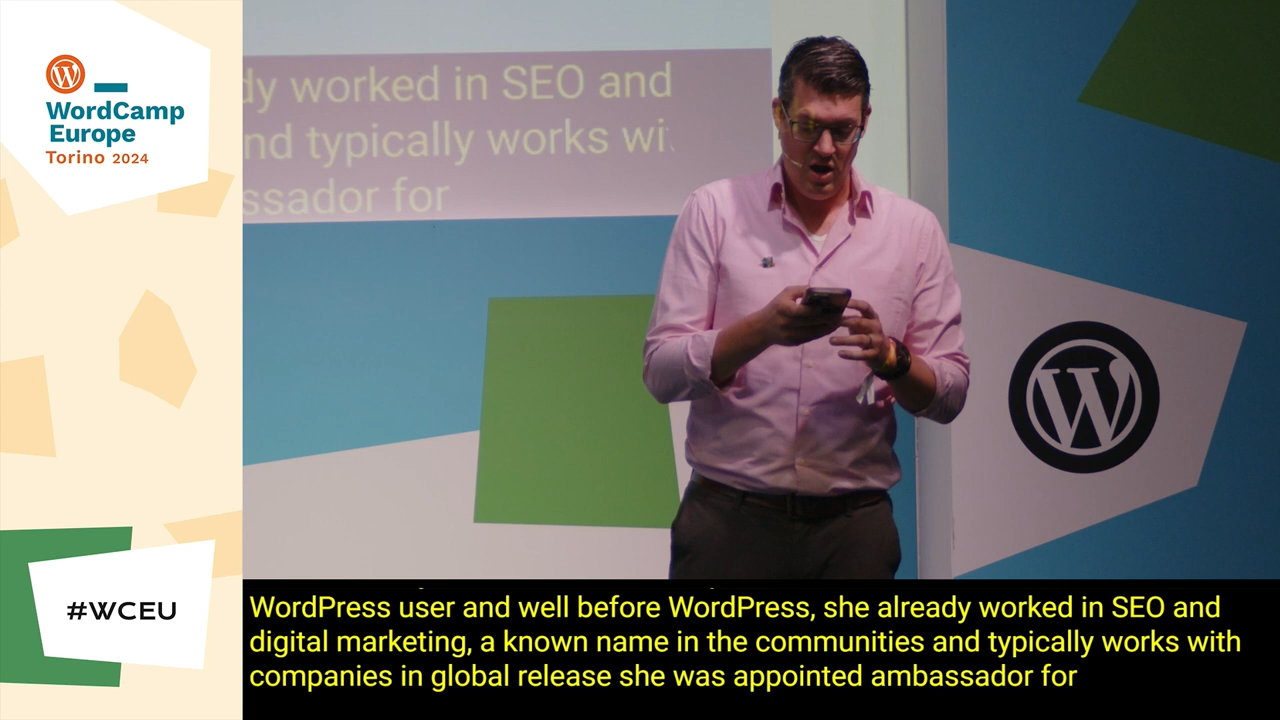 WordCamp
Europe
Torino 2024
#WCEU
dy worked in SEO and
nd typically works wi
ssador for
WordPress user and well before WordPress, she already worked in SEO and
digital marketing, a known name in the communities and typically works with
companies in global release she was appointed ambassador for